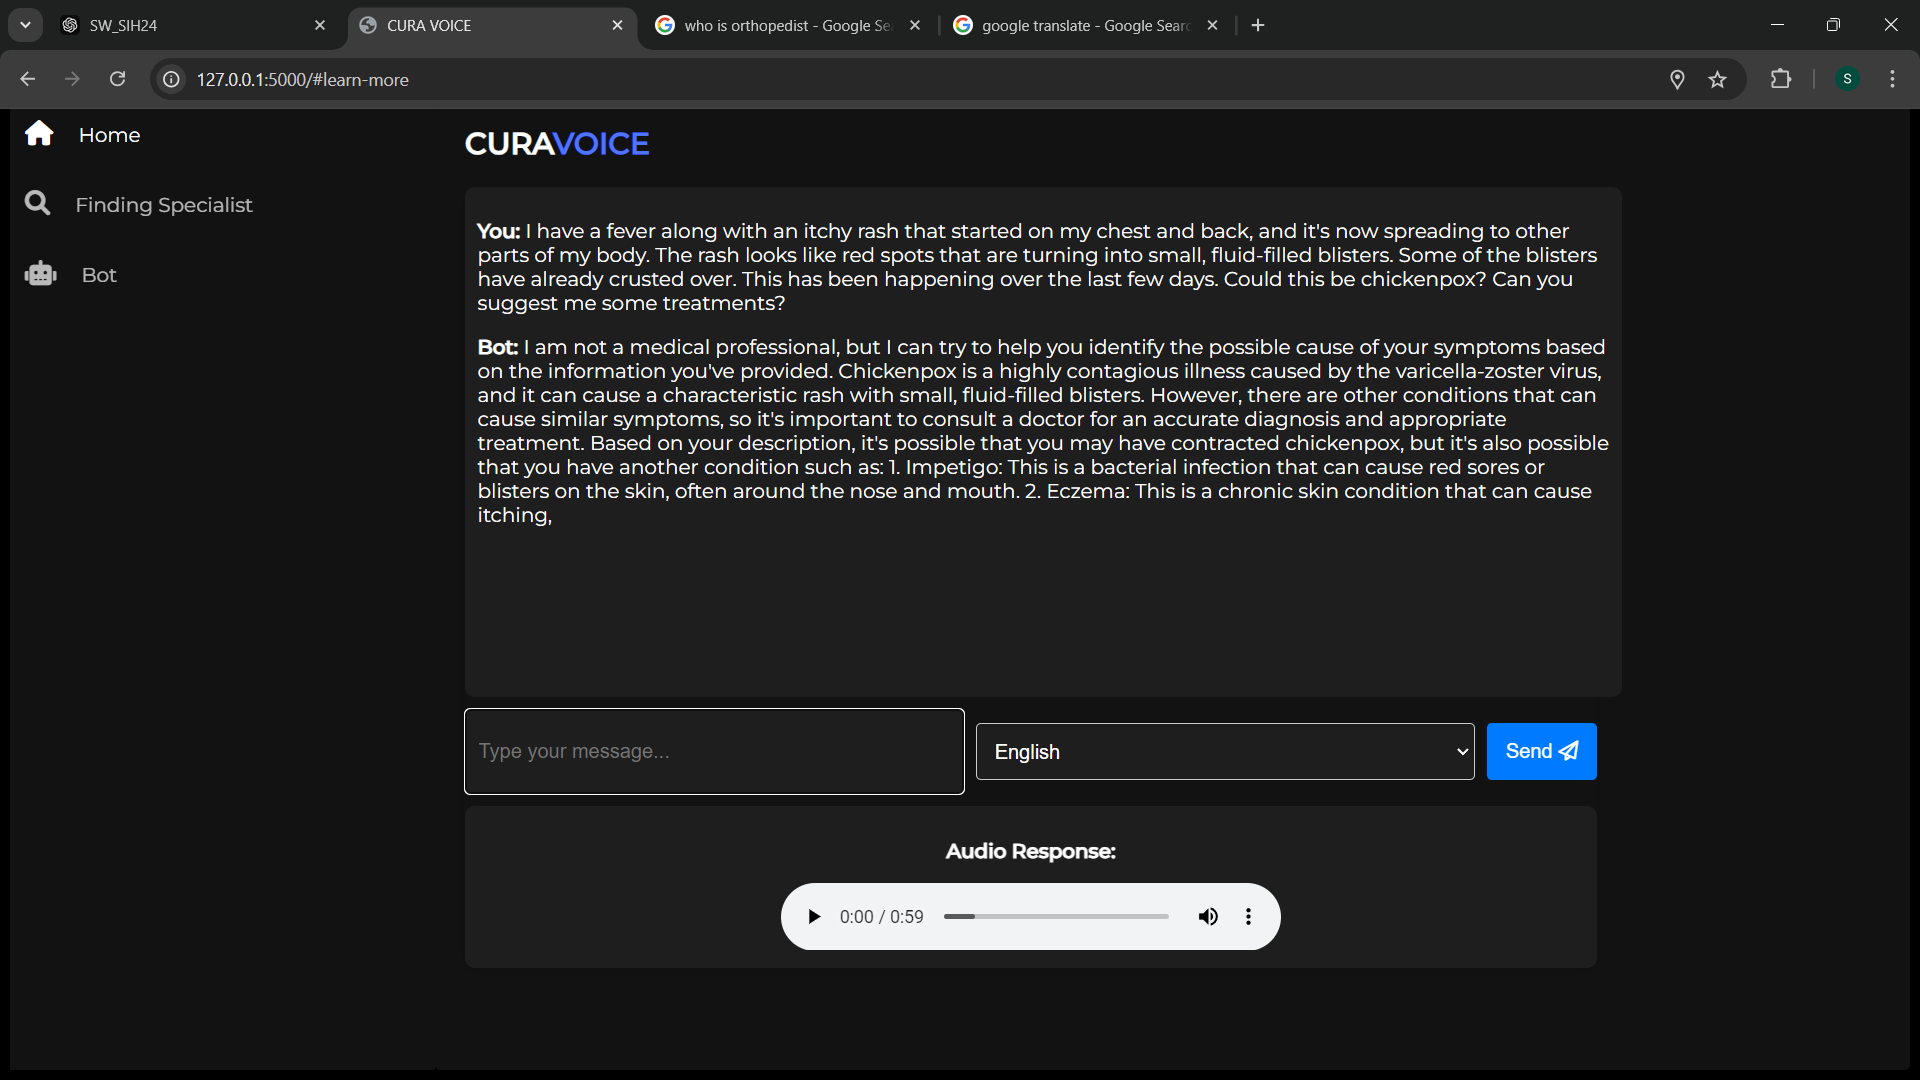 SW_SIH24
CURA VOICE
who is orthopedist - Google Se
google translate - Google Searc
127.0.0.1:5000/#learn-more
S
Home
Finding Specialist
Bot
CURAVOICE
You: I have a fever along with an itchy rash that started on my chest and back, and it's now spreading to other
parts of my body. The rash looks like red spots that are turning into small, fluid-filled blisters. Some of the blisters
have already crusted over. This has been happening over the last few days. Could this be chickenpox? Can you
suggest me some treatments?
Bot: I am not a medical professional, but I can try to help you identify the possible cause of your symptoms based
on the information you've provided. Chickenpox is a highly contagious illness caused by the varicella-zoster virus,
and it can cause a characteristic rash with small, fluid-filled blisters. However, there are other conditions that can
cause similar symptoms, so it's important to consult a doctor for an accurate diagnosis and appropriate
treatment. Based on your description, it's possible that you may have contracted chickenpox, but it's also possible
that you have another condition such as: 1. Impetigo: This is a bacterial infection that can cause red sores or
blisters on the skin, often around the nose and mouth. 2. Eczema: This is a chronic skin condition that can cause
itching,
Type your message...
English
Send
Audio Response:
0:00 / 0:59